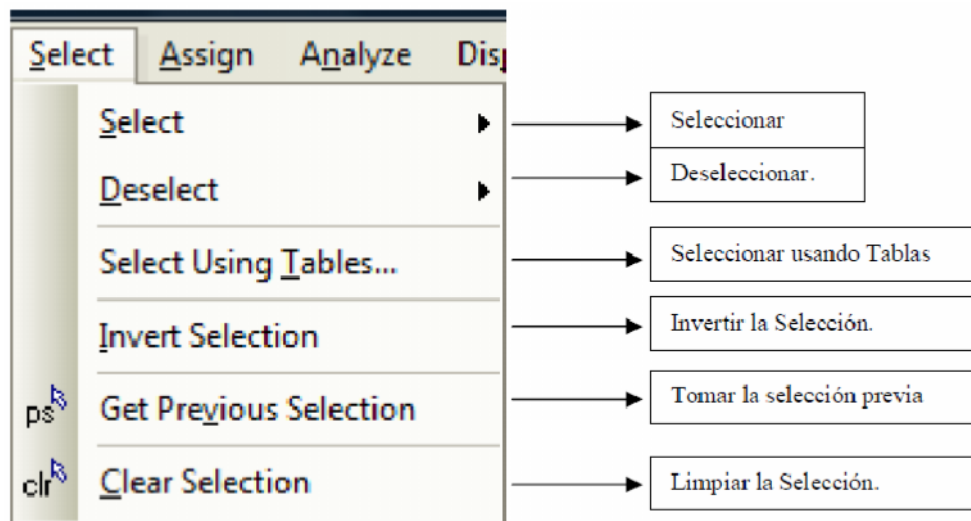 Select Assign Analyze
Select
Seleccionar
Deselect
Deseleccionar.
Select Using Tables...
Seleccionar usando Tablas
Invert Selection
Invertir la Selección.
ps Get Previous Selection
Tomar la selección previa
clr Clear Selection
Limpiar la Selección.